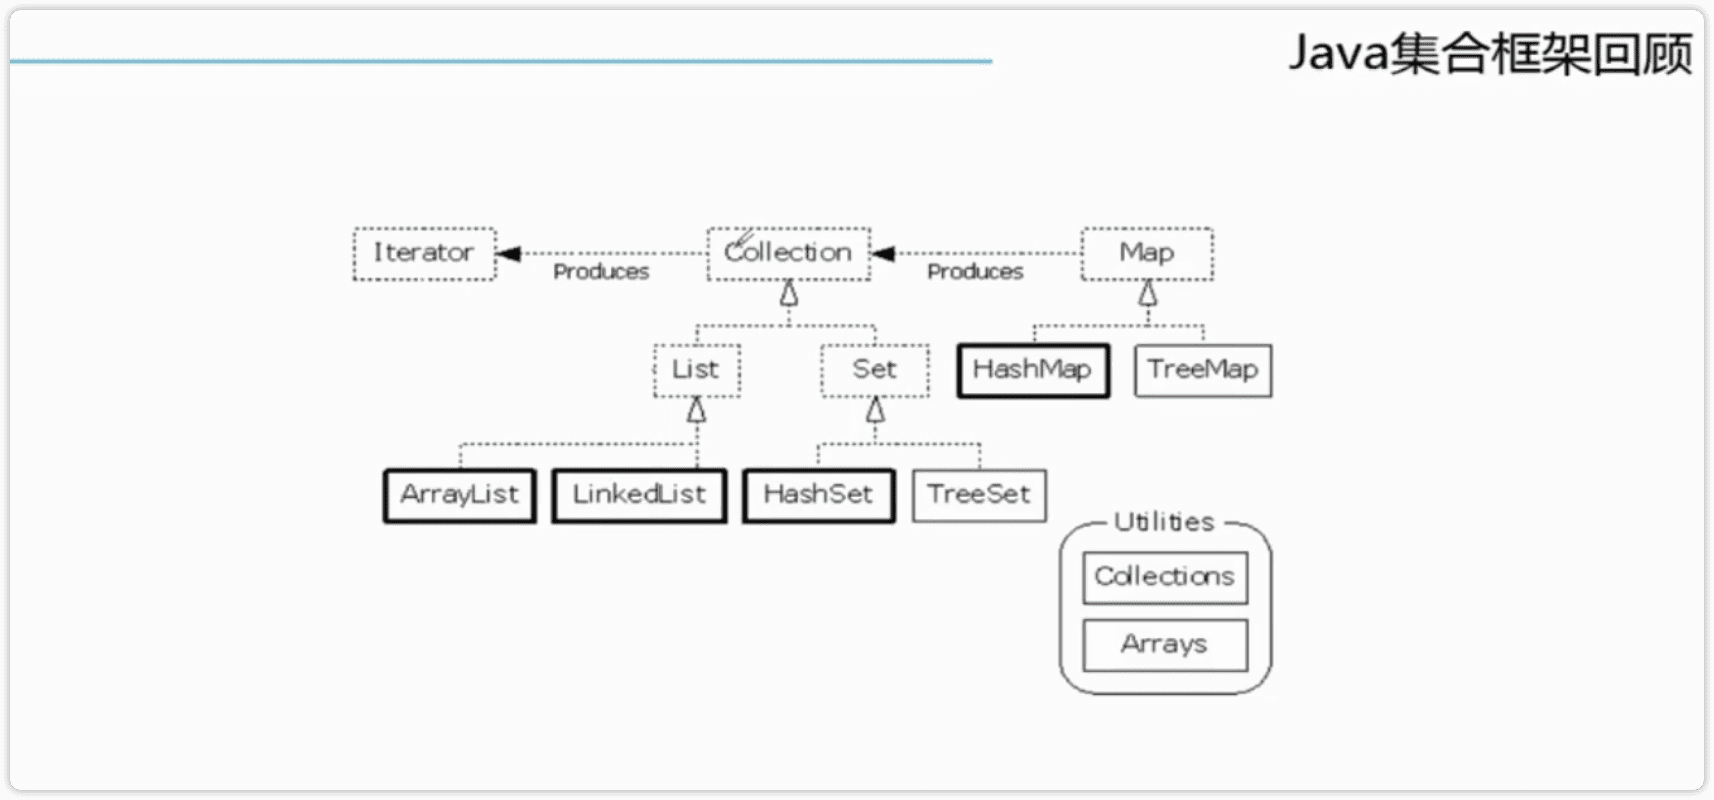 Java集合框架回顾
Iterator
Produces
Collection
Produces
Map
List
Set
HashMap
TreeMap
ArrayList
LinkedList
HashSet
TreeSet
Utilities
Collections
Arrays